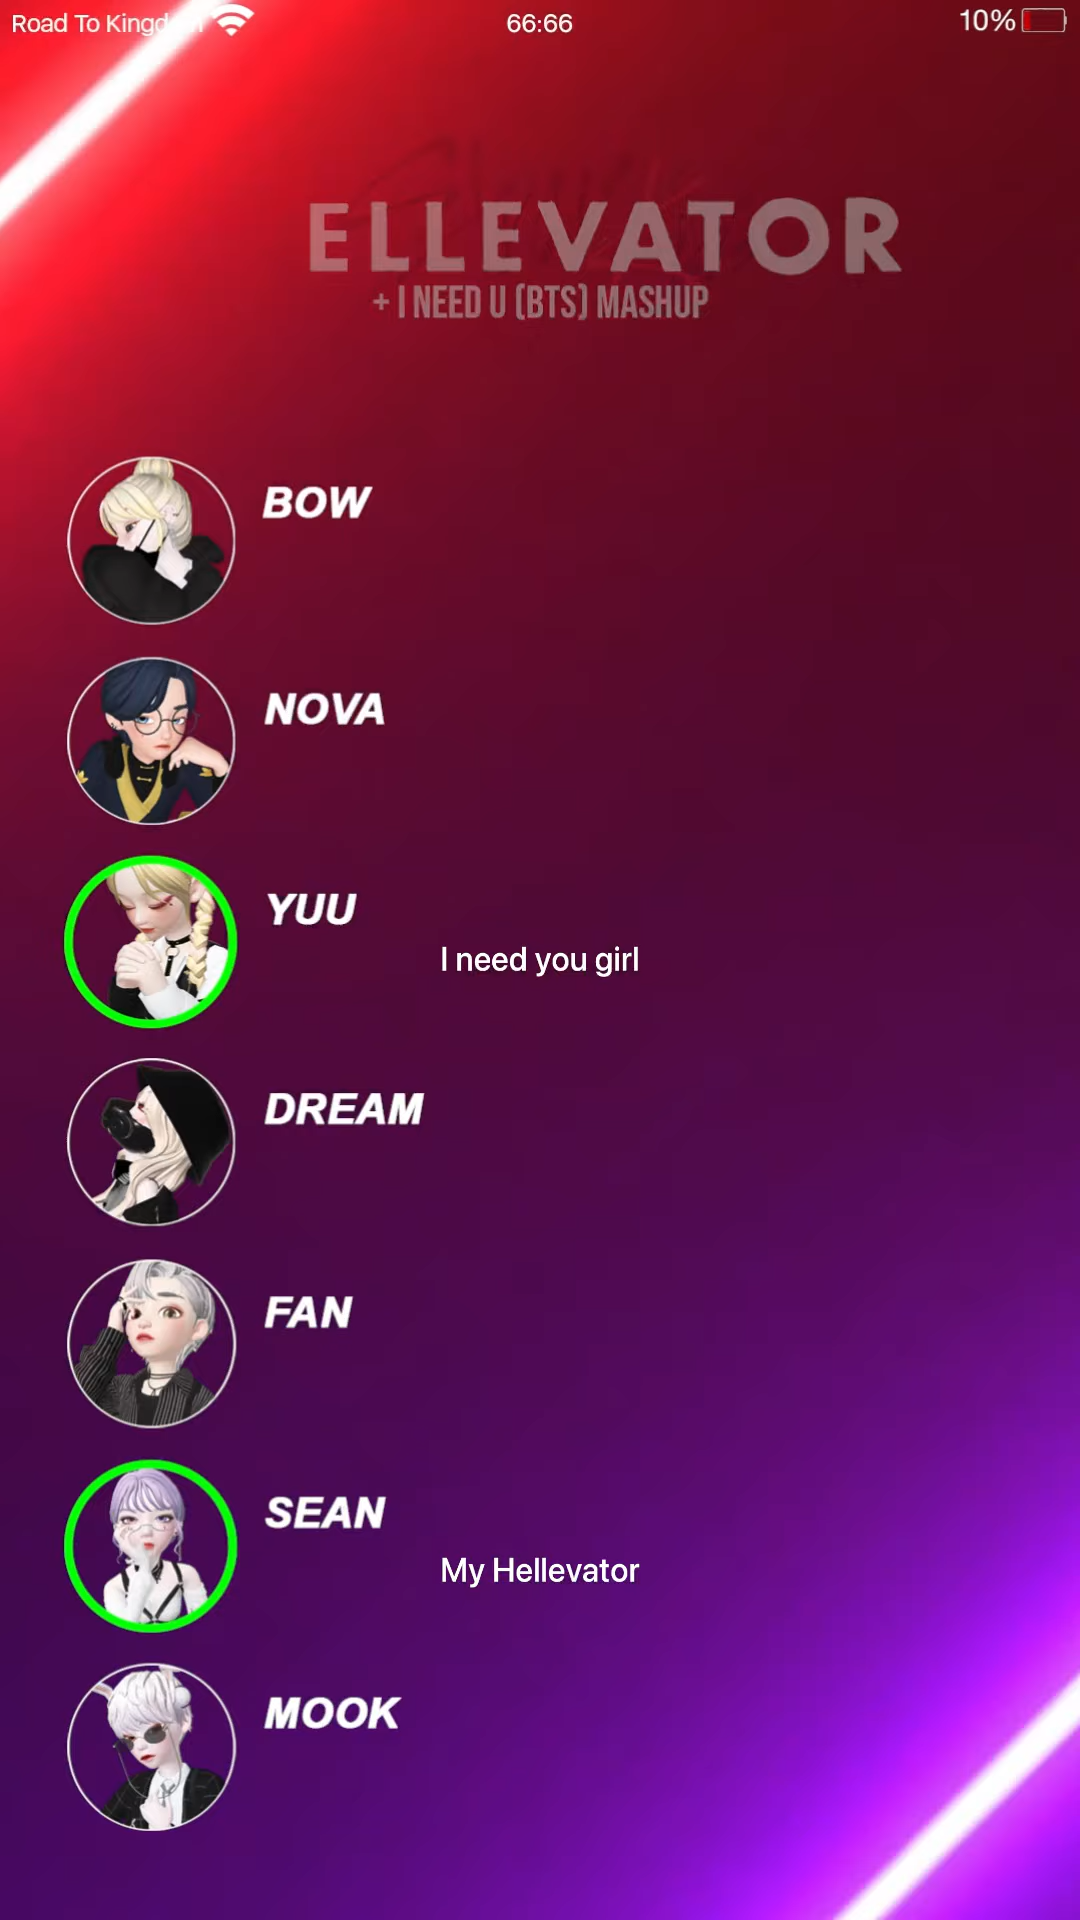 Road To Kingdom
66:66
10%
ELLEVATOR
+ I NEED U (BTS) MASHUP
BOW
NOVA
YUU
I need you girl
DREAM
FAN
SEAN
My Hellevator
MOOK